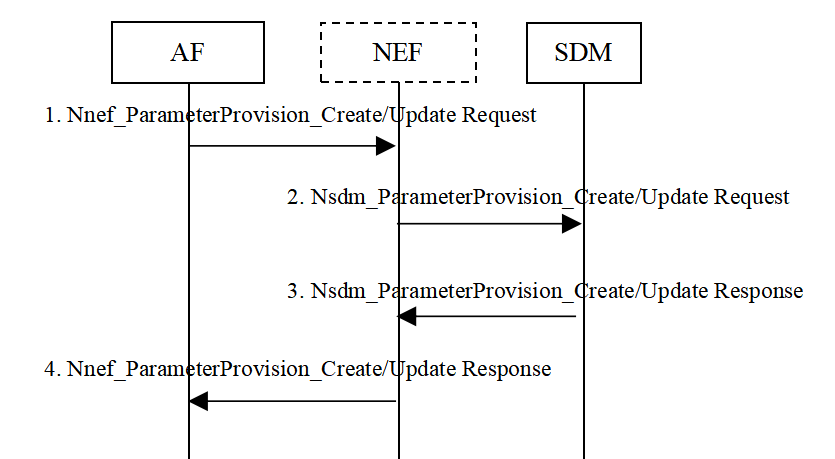 AF
NEF
SDM
1. Nnef_ParameterProvision_Create/Update Request
2. Nsdm_ParameterProvision_Create/Update Request
3. Nsdm_ParameterProvision_Create/Update Response
4. Nnef_ParameterProvision_Create/Update Response